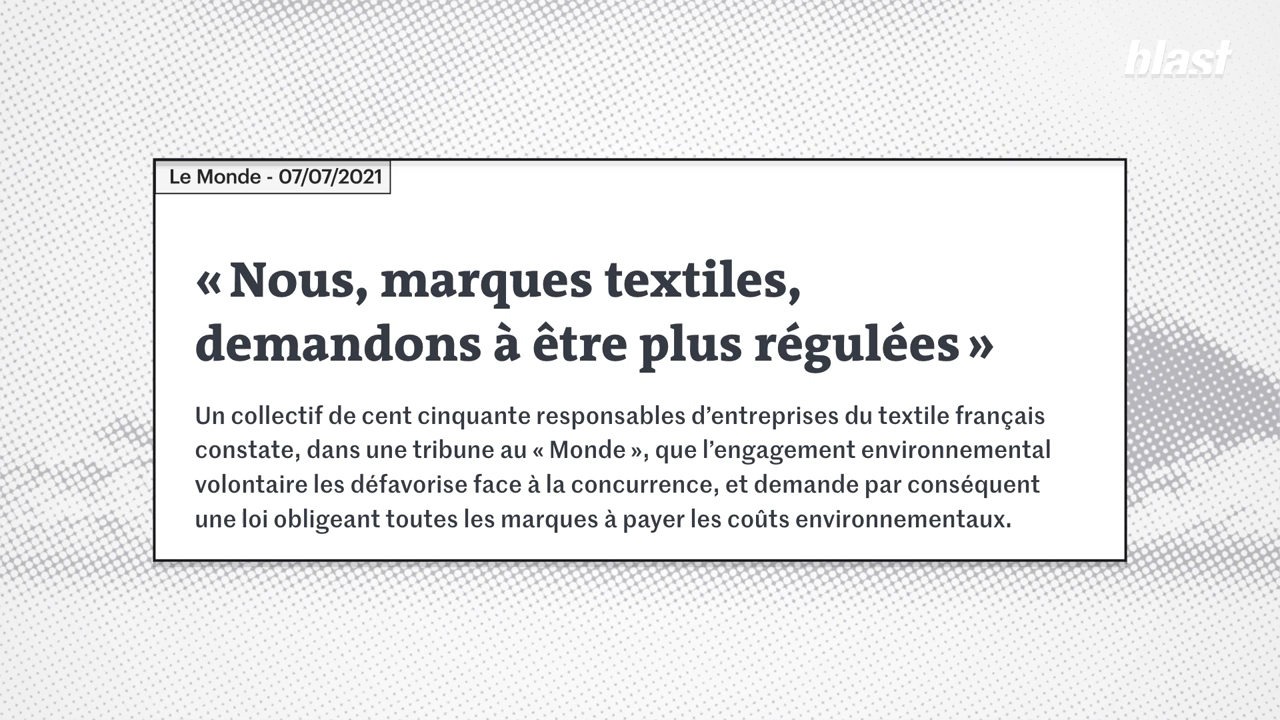 blast
Le Monde - 07/07/2021
« Nous, marques textiles,
demandons à être plus régulées »
Un collectif de cent cinquante responsables d’entreprises du textile français
constate, dans une tribune au « Monde », que l’engagement environnemental
volontaire les défavorise face à la concurrence, et demande par conséquent
une loi obligeant toutes les marques à payer les coûts environnementaux.